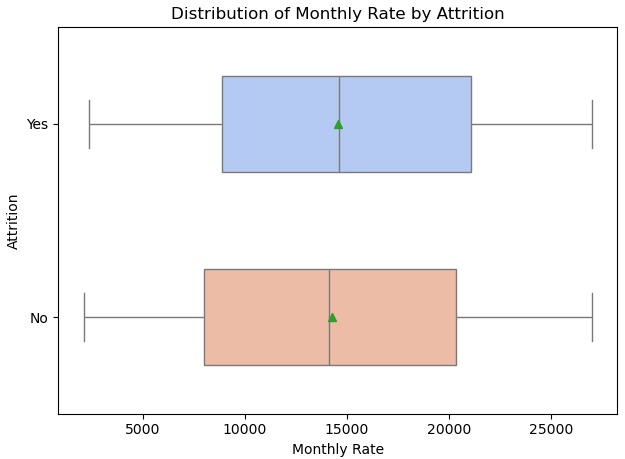 Distribution of Monthly Rate by Attrition
Yes
No
Attrition
5000
10000
15000
20000
25000
Monthly Rate